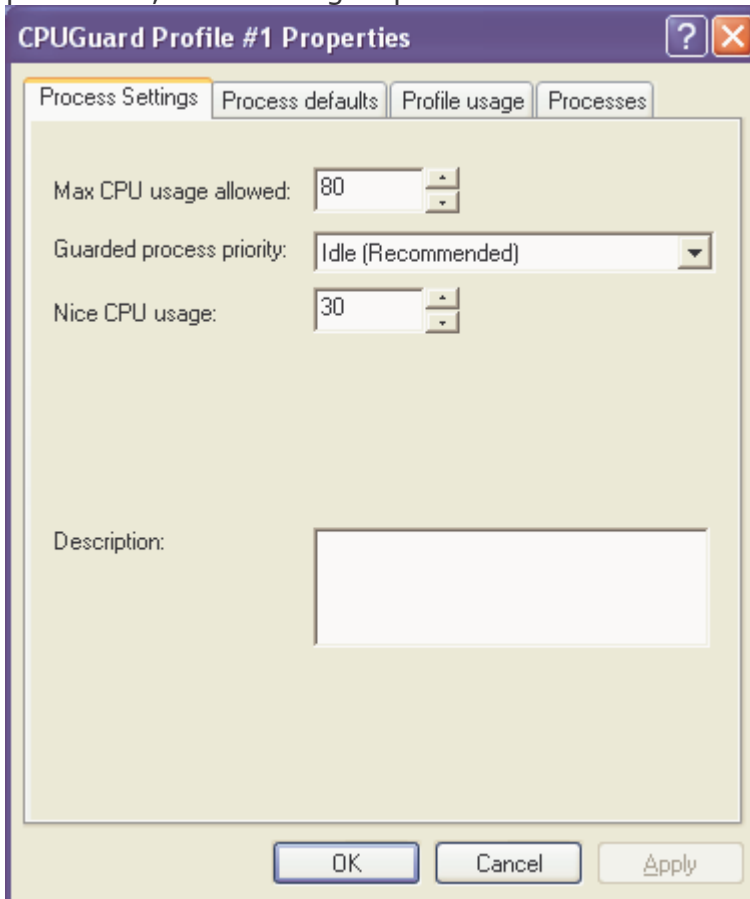 CPUGuard Profile #1 Properties
Process Settings Process defaults Profile usage Processes
Max CPU usage allowed: 80
Guarded process priority: Idle (Recommended)
Nice CPU usage: 30
Description:
OK Cancel Apply